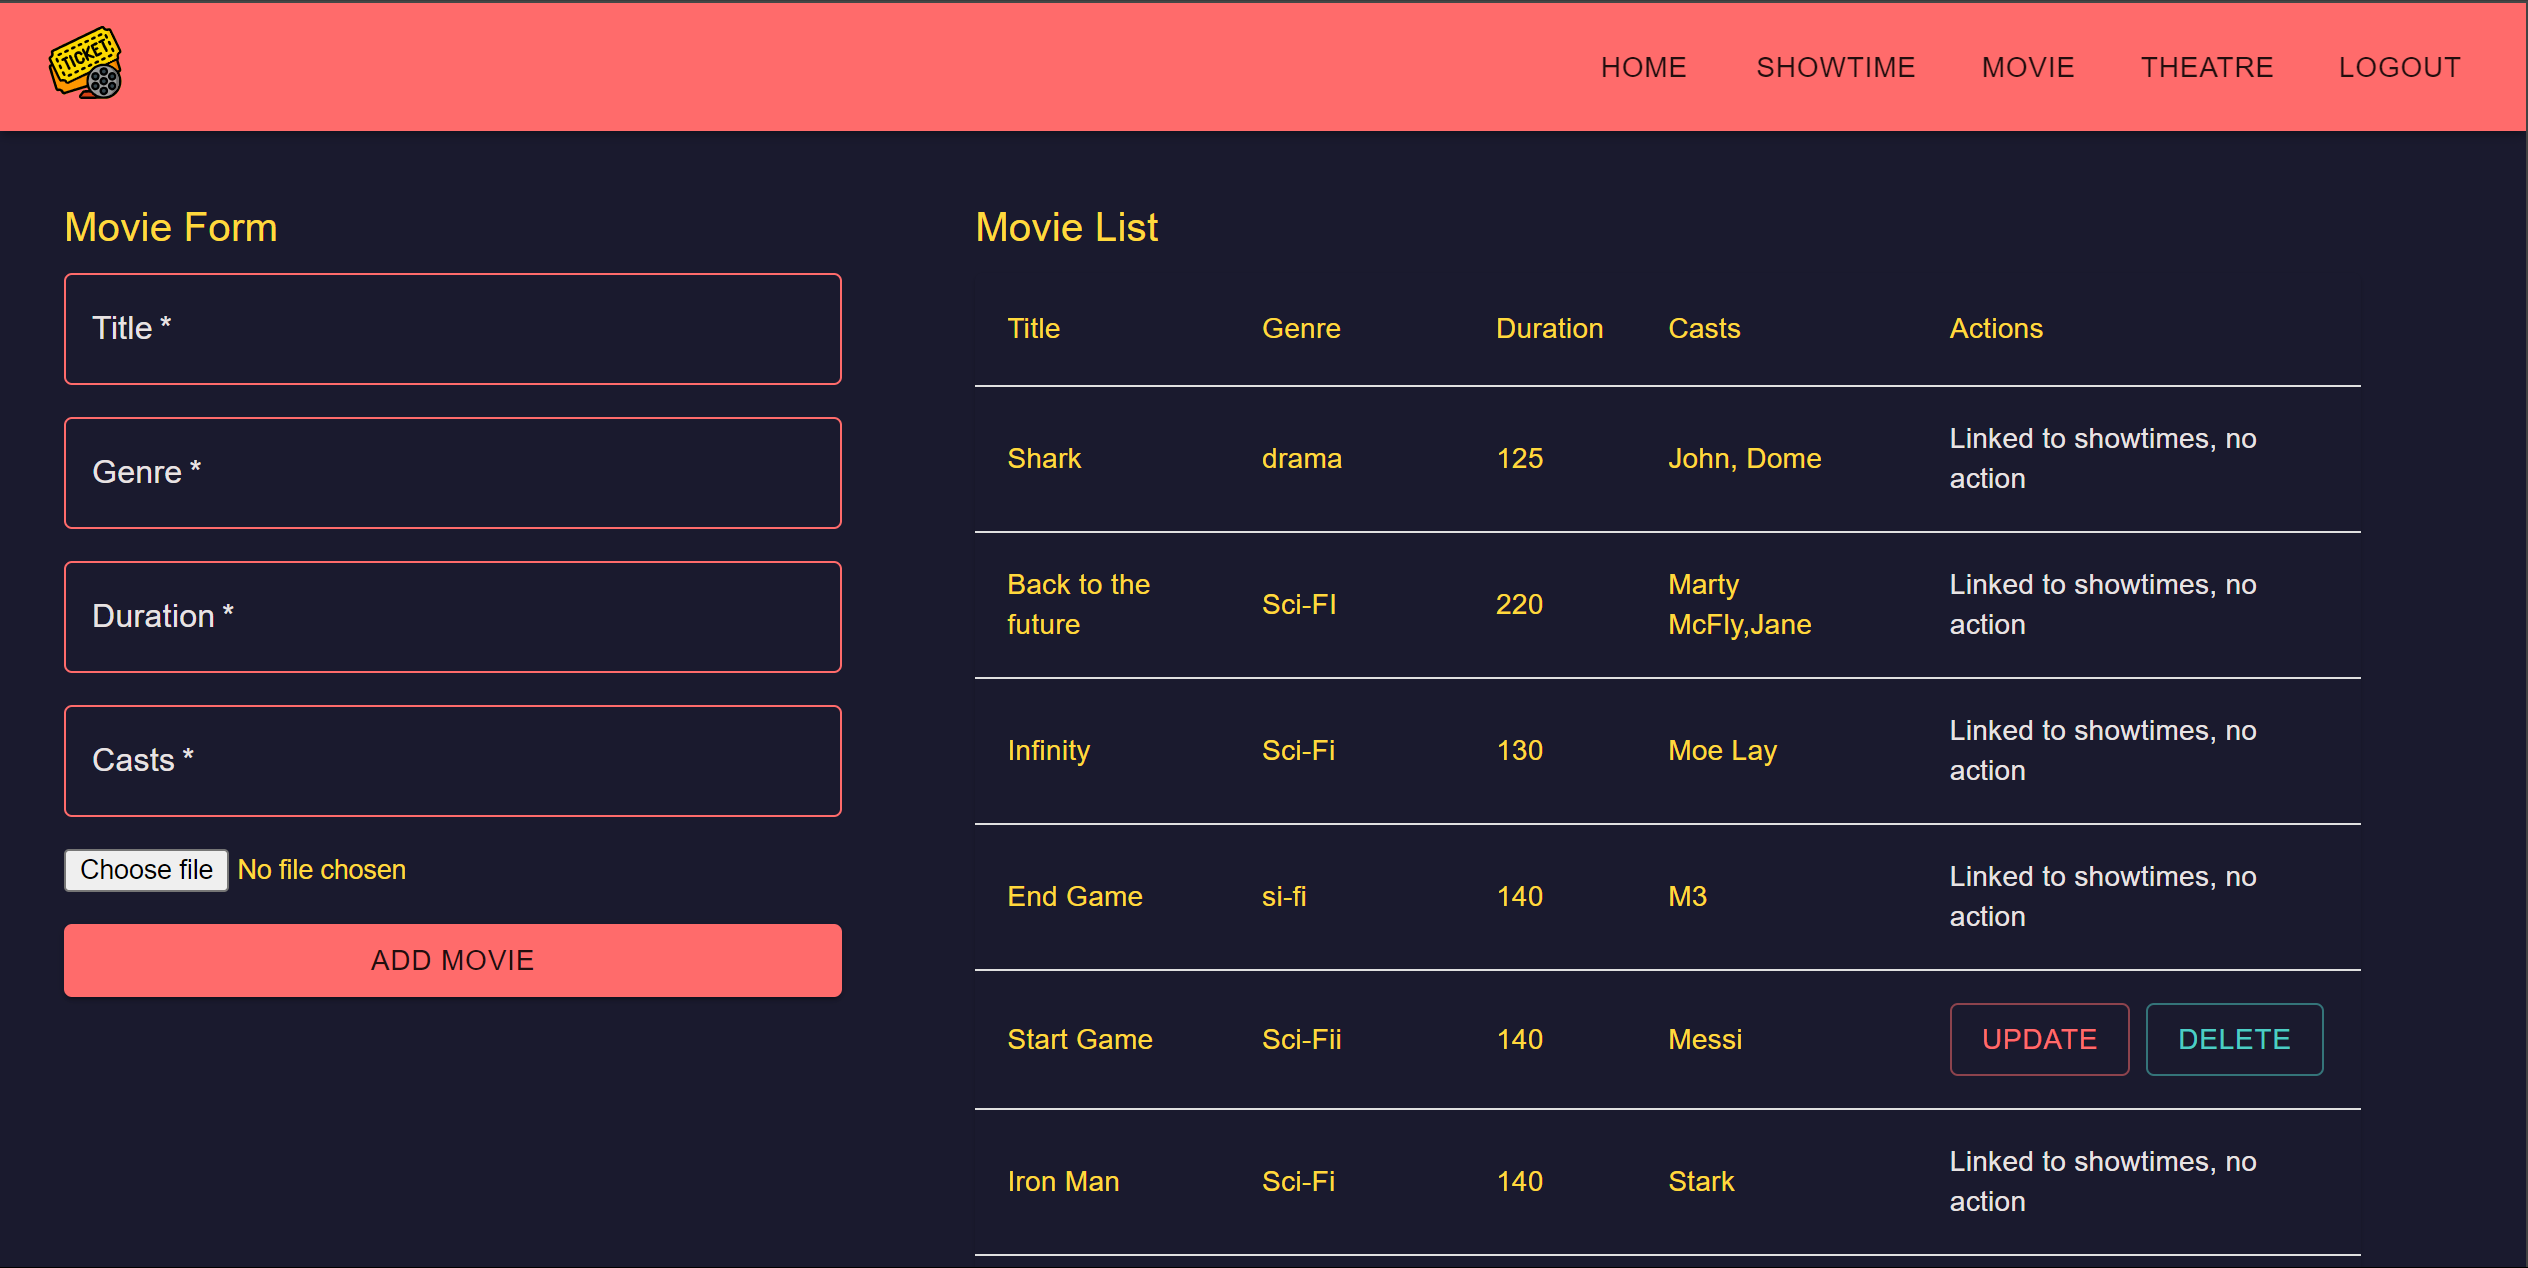 TICKET
HOME SHOWTIME MOVIE THEATRE LOGOUT
Movie Form
Title *
Genre *
Duration *
Casts *
Choose file No file chosen
ADD MOVIE
Movie List
Title Genre Duration Casts Actions
Shark drama 125 John, Dome Linked to showtimes, no
action
Back to the
future Sci-FI 220 Marty
McFly,Jane Linked to showtimes, no
action
Infinity Sci-Fi 130 Moe Lay Linked to showtimes, no
action
End Game si-fi 140 M3 Linked to showtimes, no
action
Start Game Sci-Fii 140 Messi UPDATE DELETE
Iron Man Sci-Fi 140 Stark Linked to showtimes, no
action